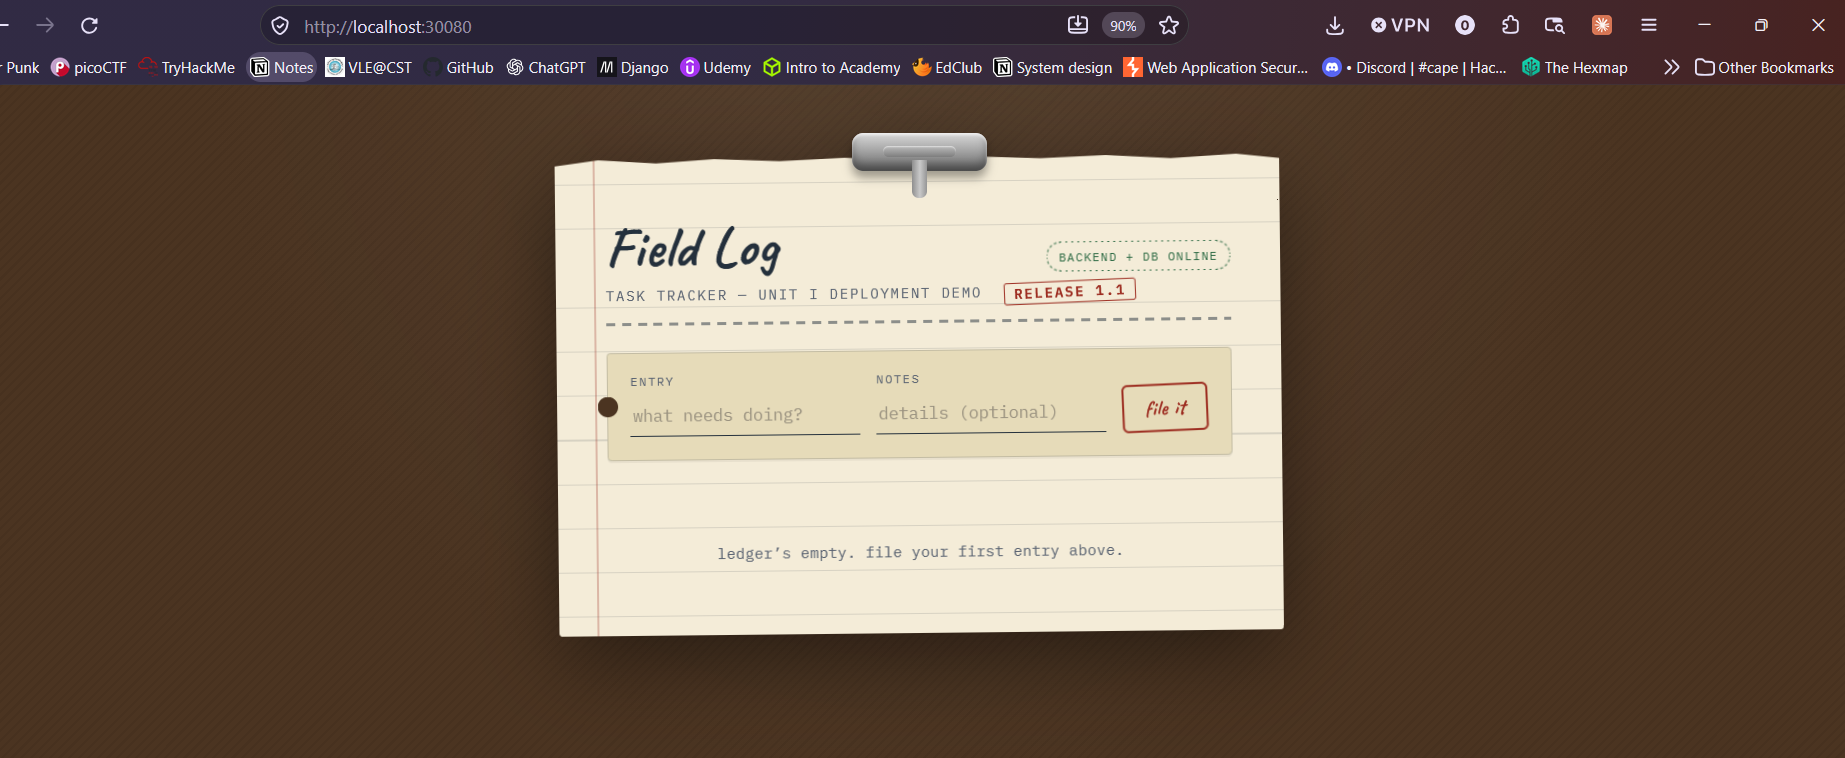 http://localhost:30080
90%
VPN
Punk
picoCTF
TryHackMe
Notes
VLE@CST
GitHub
ChatGPT
Django
Udemy
Intro to Academy
EdClub
System design
Web Application Secur...
• Discord | #cape | Hac...
The Hexmap
Other Bookmarks
Field Log
BACKEND + DB ONLINE
TASK TRACKER — UNIT I DEPLOYMENT DEMO
RELEASE 1.1
ENTRY
NOTES
what needs doing?
details (optional)
file it
ledger’s empty. file your first entry above.